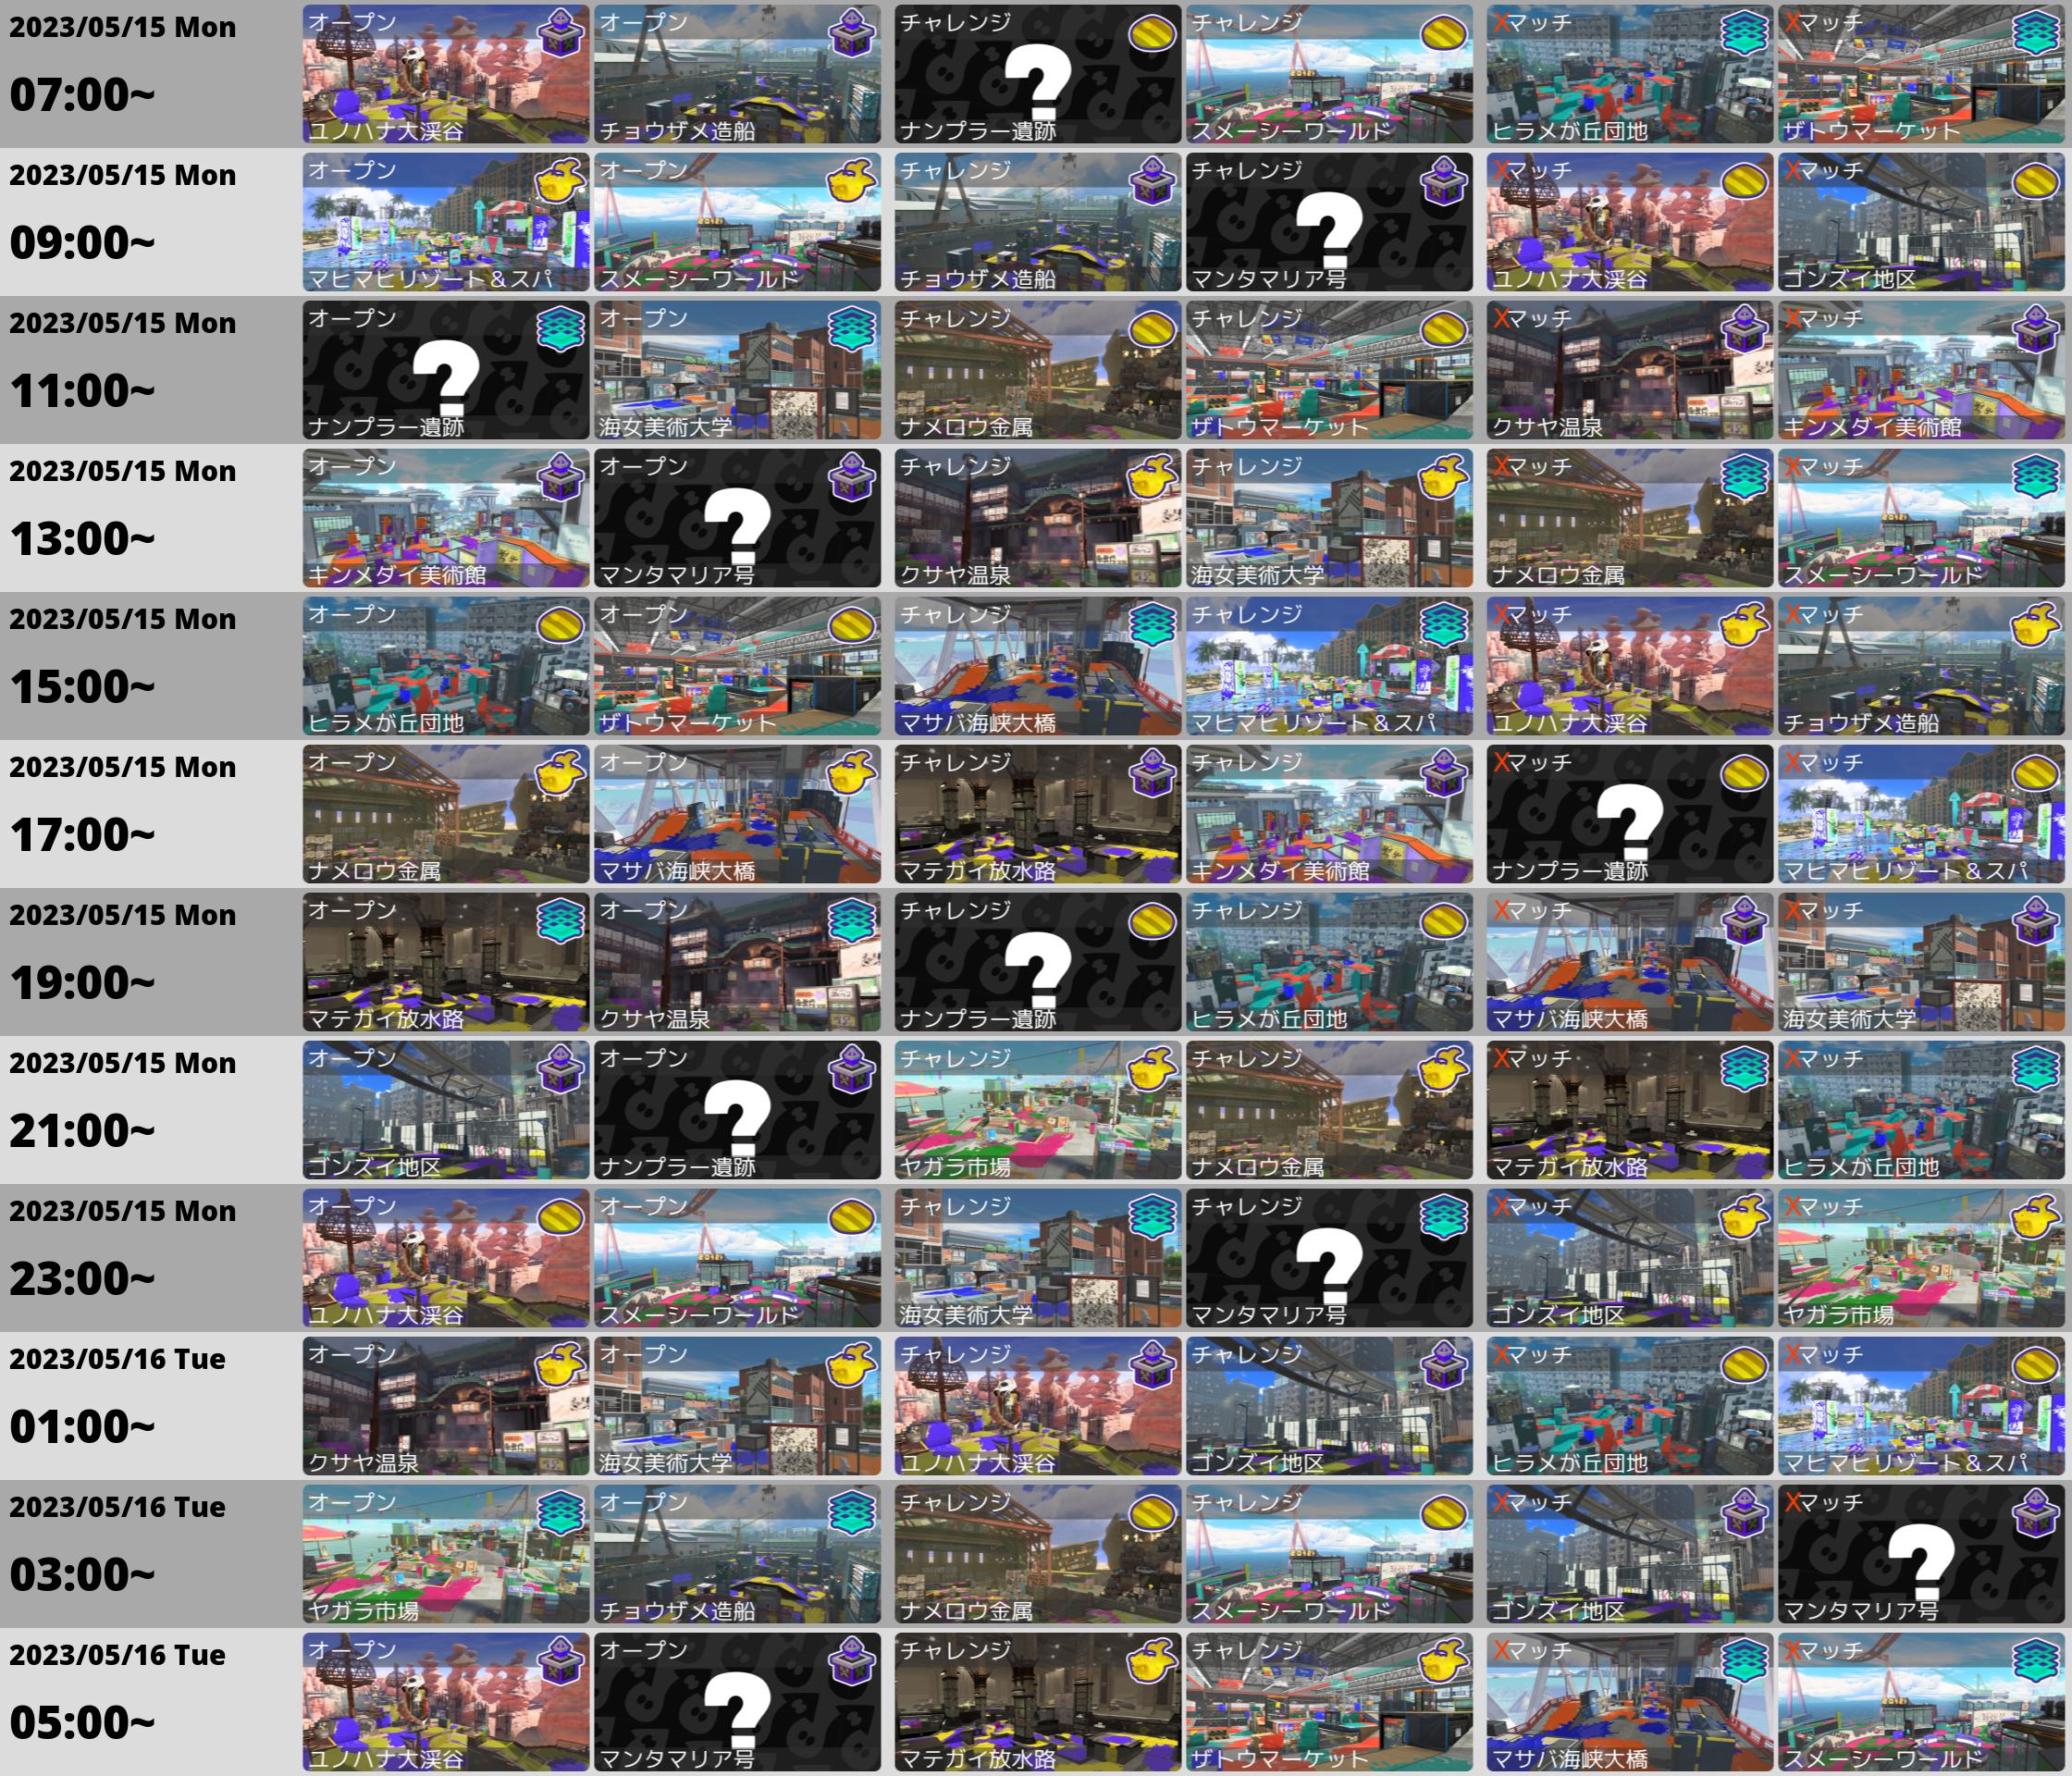 2023/05/15 Mon
07:00~
オープン
ユノハナ大渓谷
オープン
チョウザメ造船
チャレンジ
ナンプラー遺跡
チャレンジ
スメーシーワールド
Xマッチ
ヒラメが丘団地
Xマッチ
ザトウマーケット
2023/05/15 Mon
09:00~
オープン
マヒマヒリゾート&スパ
オープン
スメーシーワールド
チャレンジ
チョウザメ造船
チャレンジ
マンタマリア号
Xマッチ
ユノハナ大渓谷
Xマッチ
ゴンズイ地区
2023/05/15 Mon
11:00~
オープン
ナンプラー遺跡
オープン
海女美術大学
チャレンジ
ナメロウ金属
チャレンジ
ザトウマーケット
Xマッチ
クサヤ温泉
Xマッチ
キンメダイ美術館
2023/05/15 Mon
13:00~
オープン
キンメダイ美術館
オープン
マンタマリア号
チャレンジ
クサヤ温泉
チャレンジ
海女美術大学
Xマッチ
ナメロウ金属
Xマッチ
スメーシーワールド
2023/05/15 Mon
15:00~
オープン
ヒラメが丘団地
オープン
ザトウマーケット
チャレンジ
マサバ海峡大橋
チャレンジ
マヒマヒリゾート&スパ
Xマッチ
ユノハナ大渓谷
Xマッチ
チョウザメ造船
2023/05/15 Mon
17:00~
オープン
ナメロウ金属
オープン
マサバ海峡大橋
チャレンジ
マテガイ放水路
チャレンジ
キンメダイ美術館
Xマッチ
ナンプラー遺跡
Xマッチ
マヒマヒリゾート&スパ
2023/05/15 Mon
19:00~
オープン
マテガイ放水路
オープン
クサヤ温泉
チャレンジ
ナンプラー遺跡
チャレンジ
ヒラメが丘団地
Xマッチ
マサバ海峡大橋
Xマッチ
海女美術大学
2023/05/15 Mon
21:00~
オープン
ゴンズイ地区
オープン
ナンプラー遺跡
チャレンジ
ヤガラ市場
チャレンジ
ナメロウ金属
Xマッチ
マテガイ放水路
Xマッチ
ヒラメが丘団地
2023/05/15 Mon
23:00~
オープン
ユノハナ大渓谷
オープン
スメーシーワールド
チャレンジ
海女美術大学
チャレンジ
マンタマリア号
Xマッチ
ゴンズイ地区
Xマッチ
ヤガラ市場
2023/05/16 Tue
01:00~
オープン
クサヤ温泉
オープン
海女美術大学
チャレンジ
ユノハナ大渓谷
チャレンジ
ゴンズイ地区
Xマッチ
ヒラメが丘団地
Xマッチ
マヒマヒリゾート&スパ
2023/05/16 Tue
03:00~
オープン
ヤガラ市場
オープン
チョウザメ造船
チャレンジ
ナメロウ金属
チャレンジ
スメーシーワールド
Xマッチ
ゴンズイ地区
Xマッチ
マンタマリア号
2023/05/16 Tue
05:00~
オープン
ユノハナ大渓谷
オープン
マンタマリア号
チャレンジ
マテガイ放水路
チャレンジ
ザトウマーケット
Xマッチ
マサバ海峡大橋
Xマッチ
スメーシーワールド